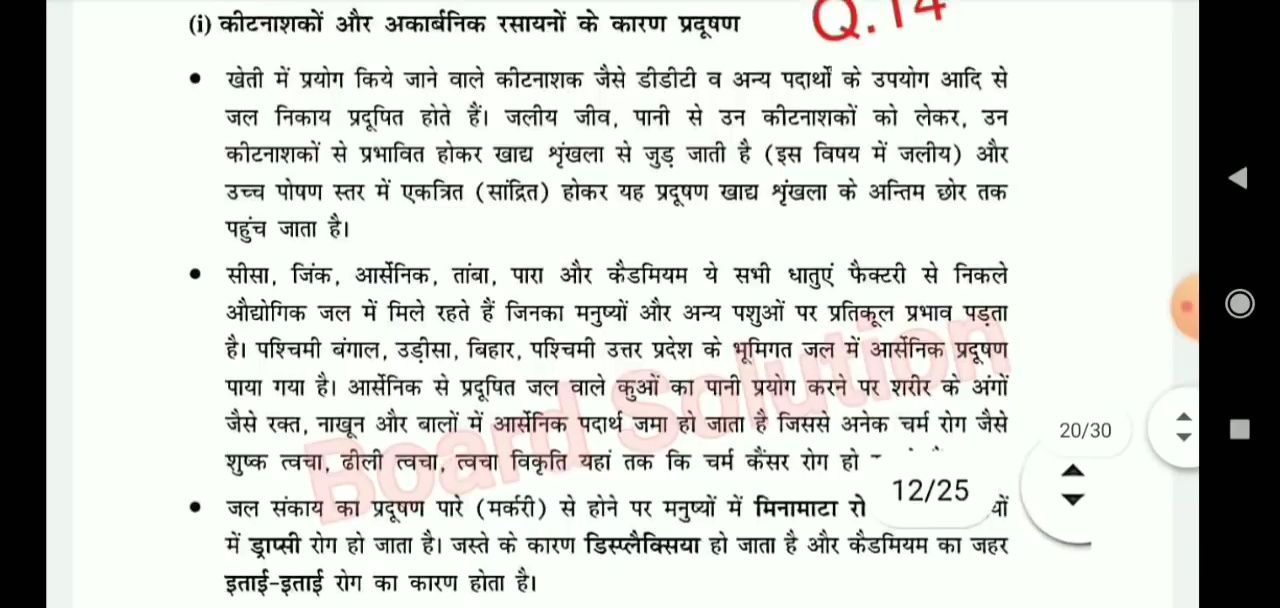 (i) कीटनाशकों और अकार्बनिक रसायनों के कारण प्रदूषण
Q.14
• खेती में प्रयोग किये जाने वाले कीटनाशक जैसे डीडीटी व अन्य पदार्थों के उपयोग आदि से
जल निकाय प्रदूषित होते हैं। जलीय जीव, पानी से उन कीटनाशकों को लेकर, उन
कीटनाशकों से प्रभावित होकर खाद्य शृंखला से जुड़ जाती है (इस विषय में जलीय) और
उच्च पोषण स्तर में एकत्रित (सांद्रित) होकर यह प्रदूषण खाद्य शृंखला के अन्तिम छोर तक
पहुंच जाता है।
• सीसा, जिंक, आर्सेनिक, तांबा, पारा और कैडमियम ये सभी धातुएं फैक्टरी से निकले
औद्योगिक जल में मिले रहते हैं जिनका मनुष्यों और अन्य पशुओं पर प्रतिकूल प्रभाव पड़ता
है। पश्चिमी बंगाल, उड़ीसा, बिहार, पश्चिमी उत्तर प्रदेश के भूमिगत जल में आर्सेनिक प्रदूषण
पाया गया है। आर्सेनिक से प्रदूषित जल वाले कुओं का पानी प्रयोग करने पर शरीर के अंगों
जैसे रक्त, नाखून और बालों में आर्सेनिक पदार्थ जमा हो जाता है जिससे अनेक चर्म रोग जैसे
शुष्क त्वचा, ढीली त्वचा, त्वचा विकृति यहां तक कि चर्म कैंसर रोग हो
• जल संकाय का प्रदूषण पारे (मर्करी) से होने पर मनुष्यों में मिनामाटा रो
में ड्राप्सी रोग हो जाता है। जस्ते के कारण डिस्प्लैक्सिया हो जाता है और कैडमियम का जहर
इताई-इताई रोग का कारण होता है।
Board Solution
20/30
12/25